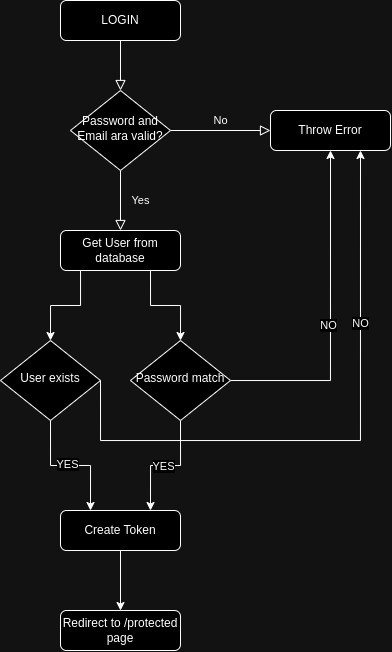 LOGIN
Password and
Email ara valid?
No
Throw Error
Yes
Get User from
database
NO
NO
User exists
Password match
YES
YES
Create Token
Redirect to /protected
page